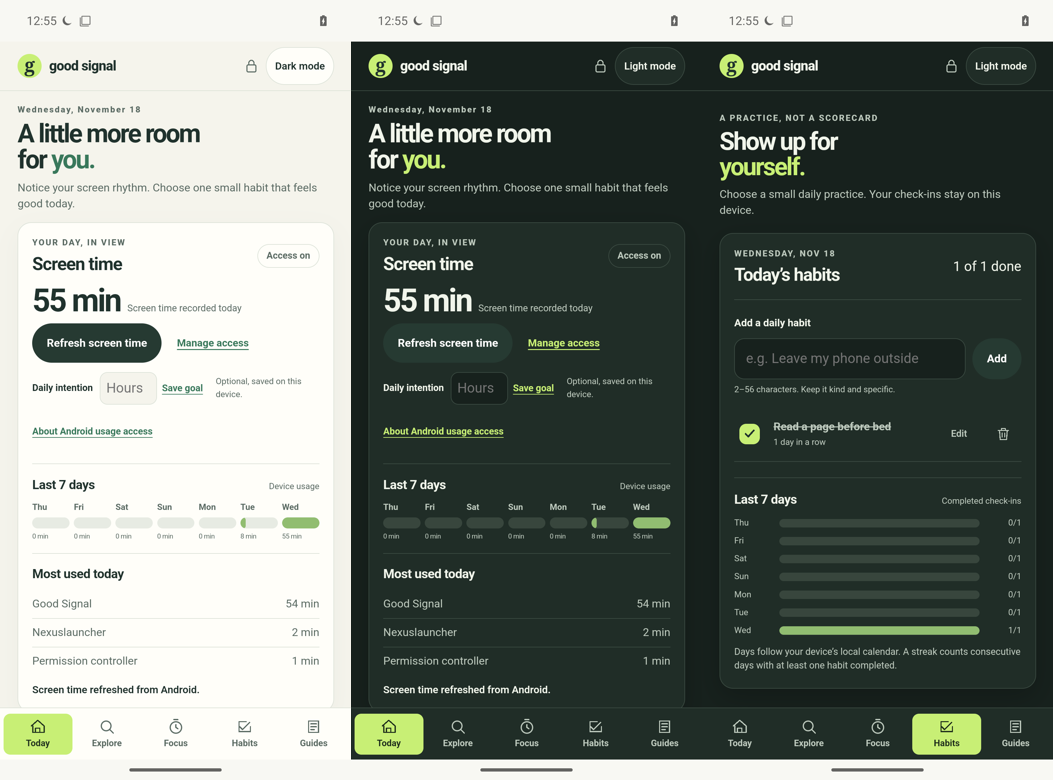 12:55
g good signal
Dark mode
Wednesday, November 18
A little more room
for you.
Notice your screen rhythm. Choose one small habit that feels
good today.
YOUR DAY, IN VIEW
Screen time
Access on
55 min Screen time recorded today
Refresh screen time
Manage access
Daily intention
Hours
Save goal
Optional, saved on this
device.
About Android usage access
Last 7 days
Device usage
Thu Fri Sat Sun Mon Tue Wed
0 min 0 min 0 min 0 min 0 min 8 min 55 min
Most used today
Good Signal 54 min
Nexuslauncher 2 min
Permission controller 1 min
Screen time refreshed from Android.
Today Explore Focus Habits Guides
12:55
g good signal
Light mode
Wednesday, November 18
A little more room
for you.
Notice your screen rhythm. Choose one small habit that feels
good today.
YOUR DAY, IN VIEW
Screen time
Access on
55 min Screen time recorded today
Refresh screen time
Manage access
Daily intention
Hours
Save goal
Optional, saved on this
device.
About Android usage access
Last 7 days
Device usage
Thu Fri Sat Sun Mon Tue Wed
0 min 0 min 0 min 0 min 0 min 8 min 55 min
Most used today
Good Signal 54 min
Nexuslauncher 2 min
Permission controller 1 min
Screen time refreshed from Android.
Today Explore Focus Habits Guides
12:55
g good signal
Light mode
A PRACTICE, NOT A SCORECARD
Show up for
yourself.
Choose a small daily practice. Your check-ins stay on this
device.
WEDNESDAY, NOV 18
Today’s habits
1 of 1 done
Add a daily habit
e.g. Leave my phone outside
Add
2–56 characters. Keep it kind and specific.
Read a page before bed
1 day in a row
Edit
Last 7 days
Completed check-ins
Thu 0/1
Fri 0/1
Sat 0/1
Sun 0/1
Mon 0/1
Tue 0/1
Wed 1/1
Days follow your device’s local calendar. A streak counts consecutive
days with at least one habit completed.
Today Explore Focus Habits Guides